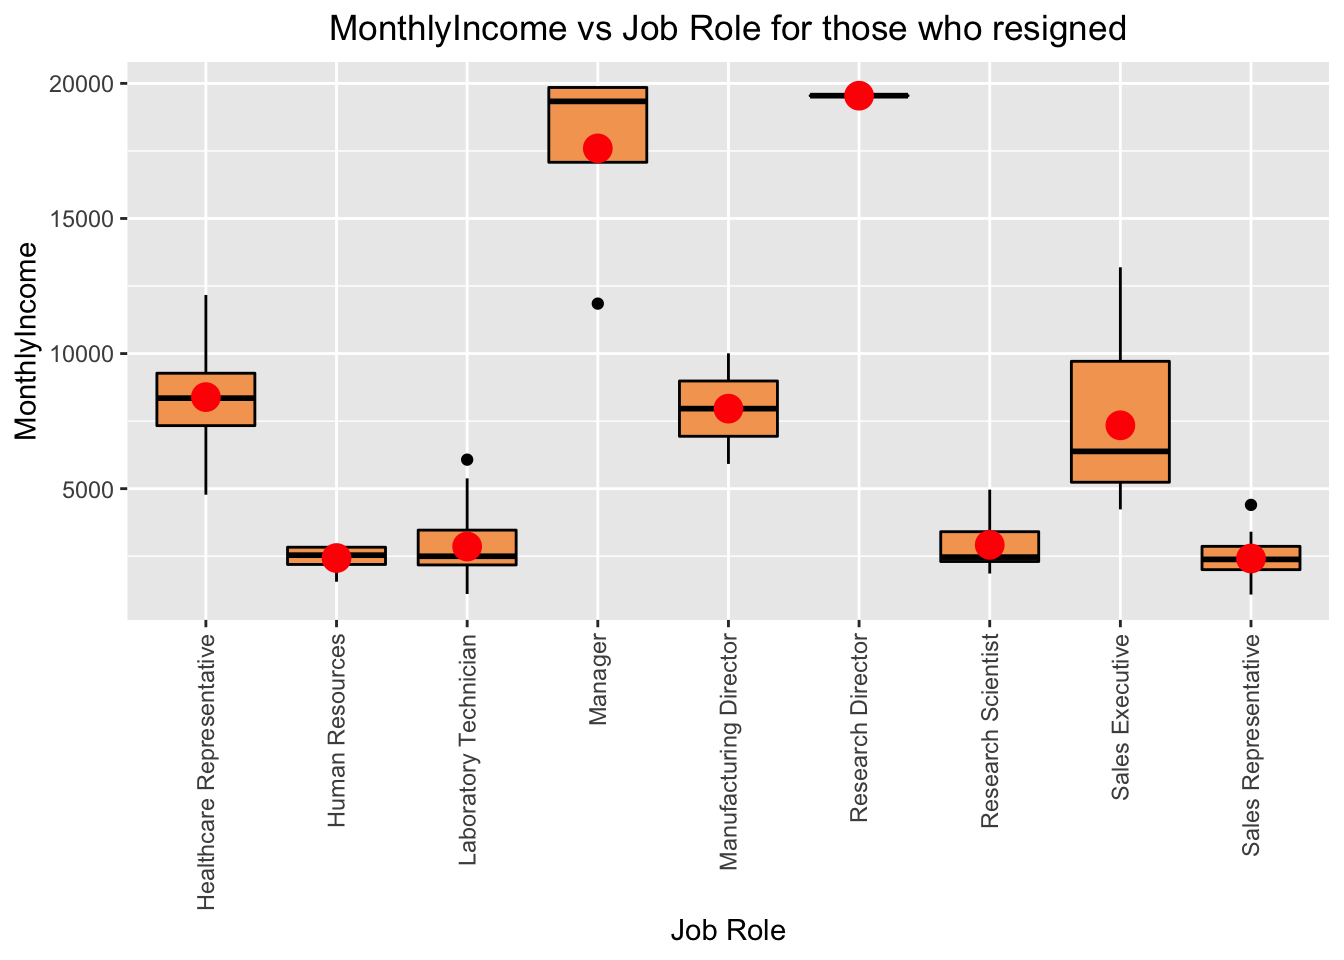 MonthlyIncome vs Job Role for those who resigned
MonthlyIncome
20000
15000
10000
5000
Healthcare Representative
Human Resources
Laboratory Technician
Manager
Manufacturing Director
Research Director
Research Scientist
Sales Executive
Sales Representative
Job Role